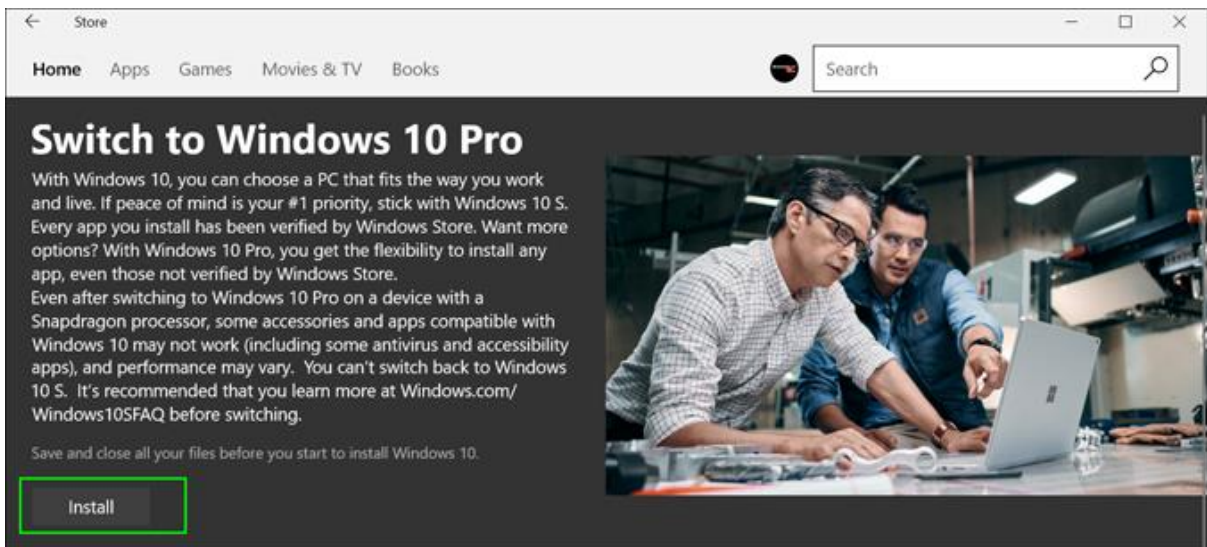 Store
Home Apps Games Movies & TV Books
Search
Switch to Windows 10 Pro
With Windows 10, you can choose a PC that fits the way you work
and live. If peace of mind is your #1 priority, stick with Windows 10 S.
Every app you install has been verified by Windows Store. Want more
options? With Windows 10 Pro, you get the flexibility to install any
app, even those not verified by Windows Store.
Even after switching to Windows 10 Pro on a device with a
Snapdragon processor, some accessories and apps compatible with
Windows 10 may not work (including some antivirus and accessibility
apps), and performance may vary. You can't switch back to Windows
10 S. It's recommended that you learn more at Windows.com/
Windows10SFAQ before switching.
Save and close all your files before you start to install Windows 10.
Install